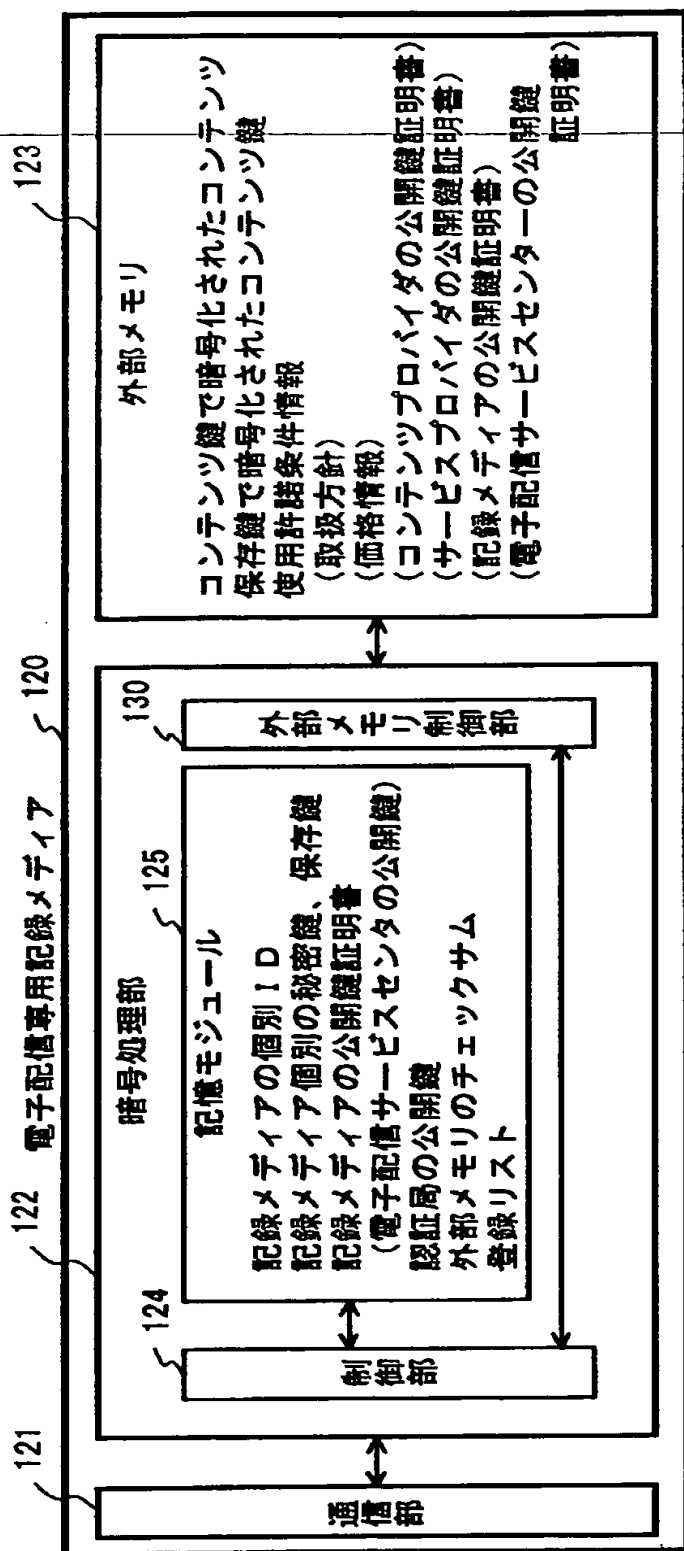 電子配信専用記録メディア
120
121
通信部
122
暗号処理部
124
制御部
125
記憶モジュール
記録メディアの個別ID
記録メディア個別の秘密鍵、保存鍵
記録メディアの公開鍵証明書
(電子配信サービスセンタの公開鍵)
認証局の公開鍵
外部メモリのチェックサム
登録リスト
130
外部メモリ制御部
123
外部メモリ
コンテンツ鍵で暗号化されたコンテンツ
保存鍵で暗号化されたコンテンツ鍵
使用許諾条件情報
(取扱方針)
(価格情報)
(コンテンツプロバイダの公開鍵証明書)
(サービスプロバイダの公開鍵証明書)
(記録メディアの公開鍵証明書)
(電子配信サービスセンターの公開鍵
証明書)